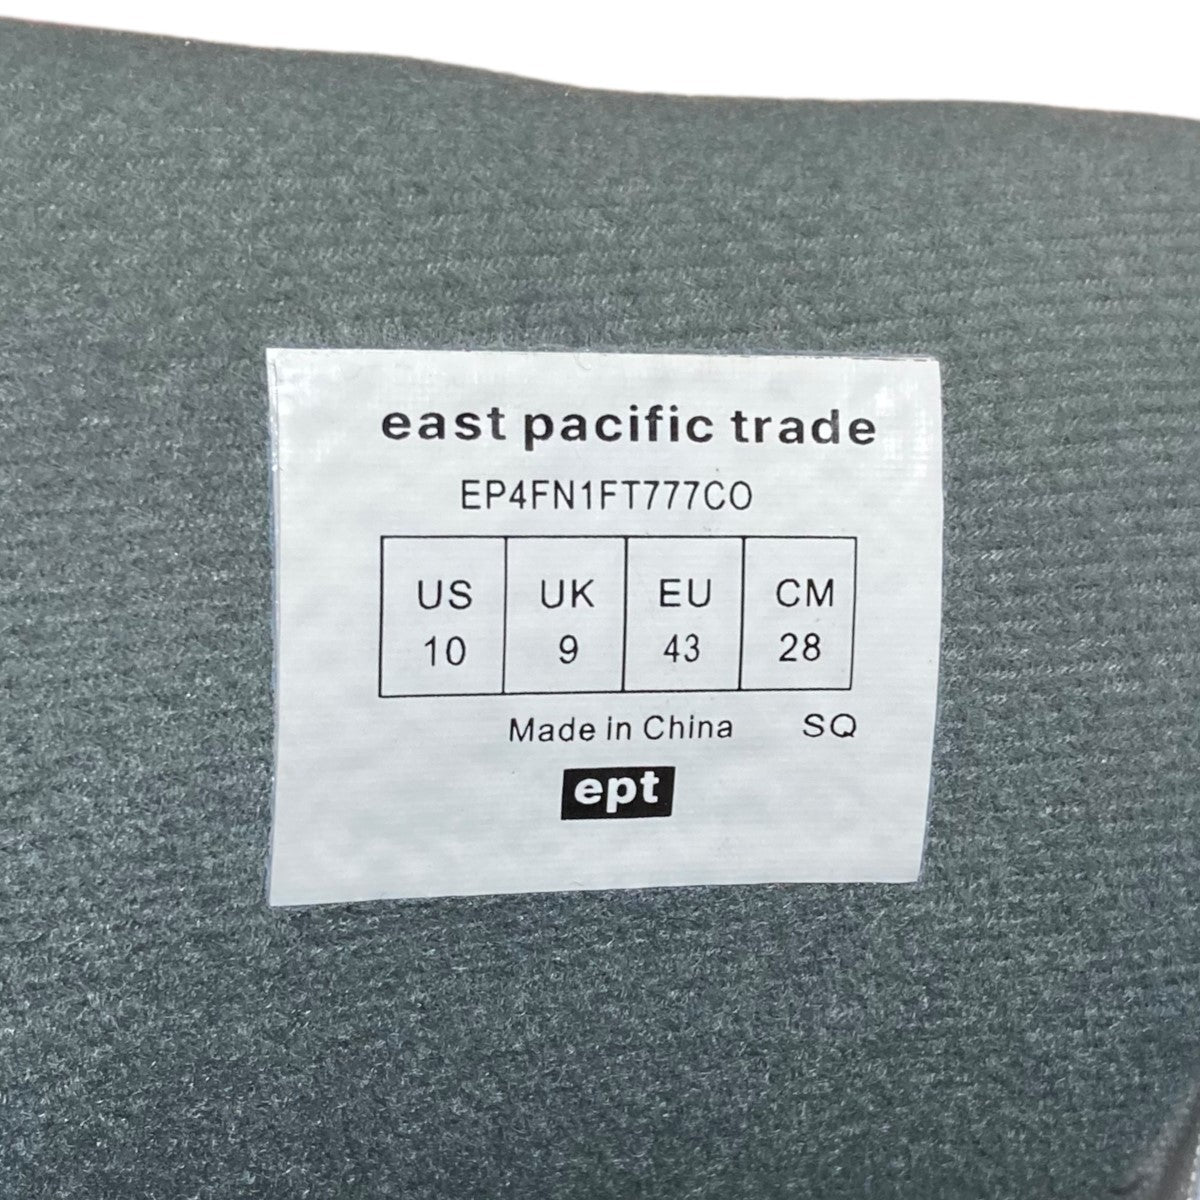 east pacific trade
EP4FN1FT777CO
US UK EU CM
10 9 43 28
Made in China SQ
ept